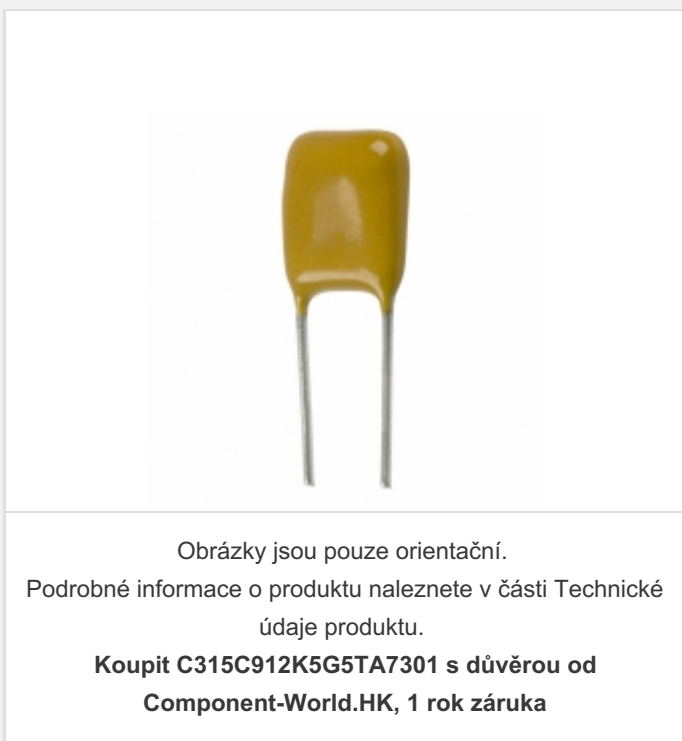 Obrázky jsou pouze orientační.
Podrobné informace o produktu naleznete v části Technické
údaje produktu.
Koupit C315C912K5G5TA7301 s důvěrou od
Component-World.HK, 1 rok záruka